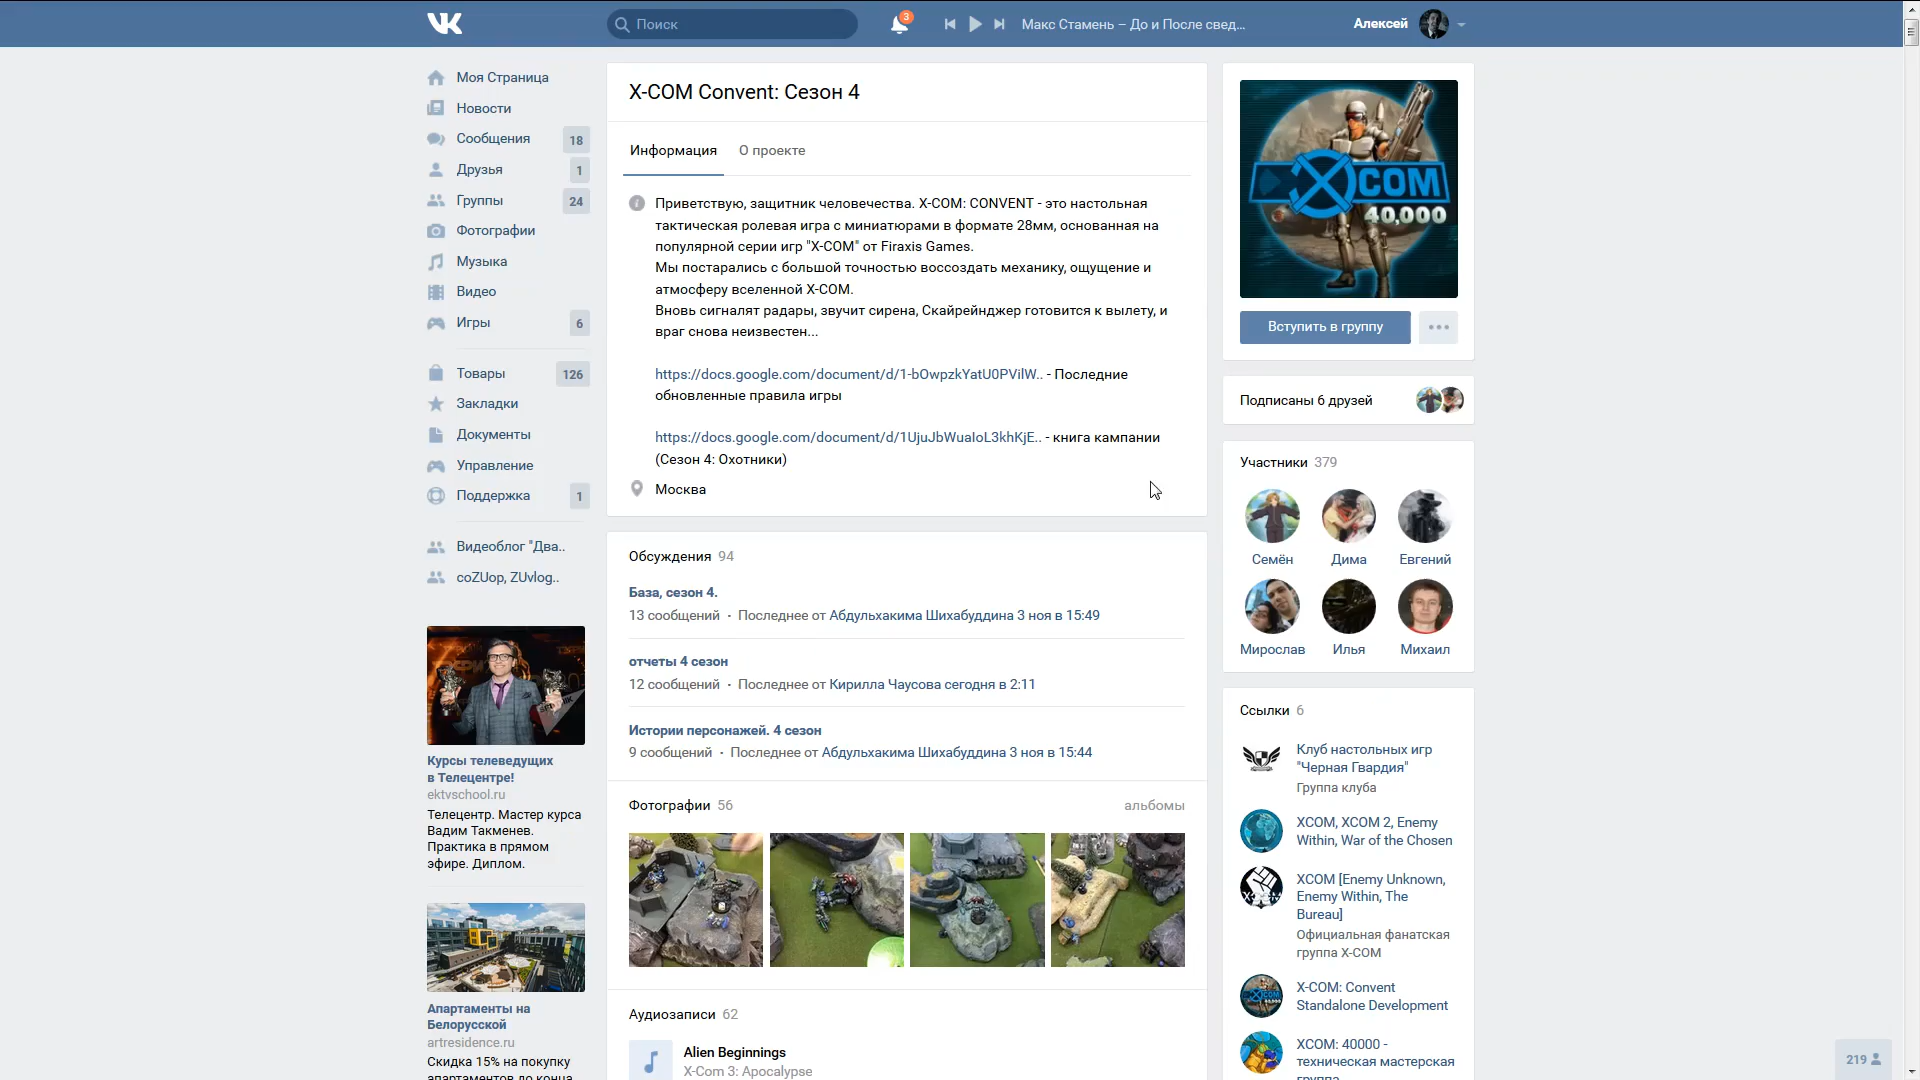 Поиск
3
Макс Стамень – До и После свед...
Алексей
Моя Страница
Новости
Сообщения 18
Друзья 1
Группы 24
Фотографии
Музыка
Видео
Игры 6
Товары 126
Закладки
Документы
Управление
Поддержка 1
Видеоблог "Два..
coZUop, ZUvlog..
Курсы телеведущих
в Телецентре!
ektvschool.ru
Телецентр. Мастер курса
Вадим Такменев.
Практика в прямом
эфире. Диплом.
Апартаменты на
Белорусской
artresidence.ru
Скидка 15% на покупку
апартаментов до конца
X-COM Convent: Сезон 4
Информация
О проекте
Приветствую, защитник человечества. X-COM: CONVENT - это настольная
тактическая ролевая игра с миниатюрами в формате 28мм, основанная на
популярной серии игр "X-COM" от Firaxis Games.
Мы постарались с большой точностью воссоздать механику, ощущение и
атмосферу вселенной X-COM.
Вновь сигналят радары, звучит сирена, Скайрейнджер готовится к вылету, и
враг снова неизвестен...
https://docs.google.com/document/d/1-bOwpzkYatU0PVilW.. - Последние
обновленные правила игры
https://docs.google.com/document/d/1UjuJbWuaIoL3khKjE.. - книга кампании
(Сезон 4: Охотники)
Москва
Обсуждения 94
База, сезон 4.
13 сообщений · Последнее от Абдульхакима Шихабуддина 3 ноя в 15:49
отчеты 4 сезон
12 сообщений · Последнее от Кирилла Чаусова сегодня в 2:11
Истории персонажей. 4 сезон
9 сообщений · Последнее от Абдульхакима Шихабуддина 3 ноя в 15:44
Фотографии 56
альбомы
Аудиозаписи 62
Alien Beginnings
X-Com 3: Apocalypse
XCOM
40,000
Вступить в группу
Подписаны 6 друзей
Участники 379
Семён
Дима
Евгений
Мирослав
Илья
Михаил
Ссылки 6
Клуб настольных игр
"Черная Гвардия"
Группа клуба
XCOM, XCOM 2, Enemy
Within, War of the Chosen
XCOM [Enemy Unknown,
Enemy Within, The
Bureau]
Официальная фанатская
группа X-COM
X-COM: Convent
Standalone Development
XCOM: 40000 -
техническая мастерская
группа
219